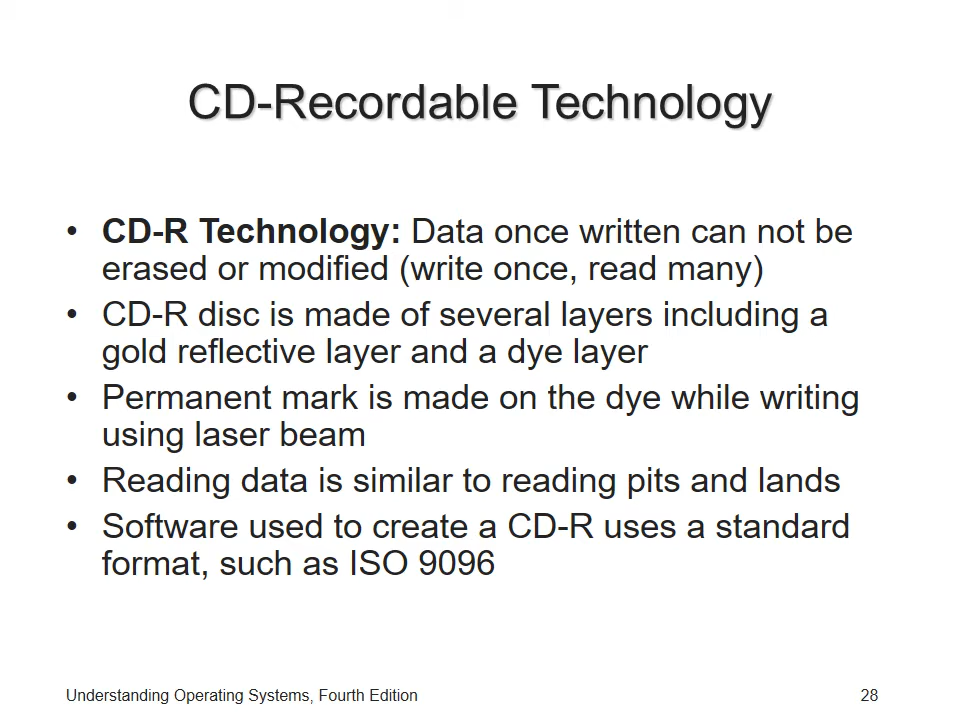 CD-Recordable Technology
• CD-R Technology: Data once written can not be
erased or modified (write once, read many)
• CD-R disc is made of several layers including a
gold reflective layer and a dye layer
• Permanent mark is made on the dye while writing
using laser beam
• Reading data is similar to reading pits and lands
• Software used to create a CD-R uses a standard
format, such as ISO 9096
Understanding Operating Systems, Fourth Edition 28